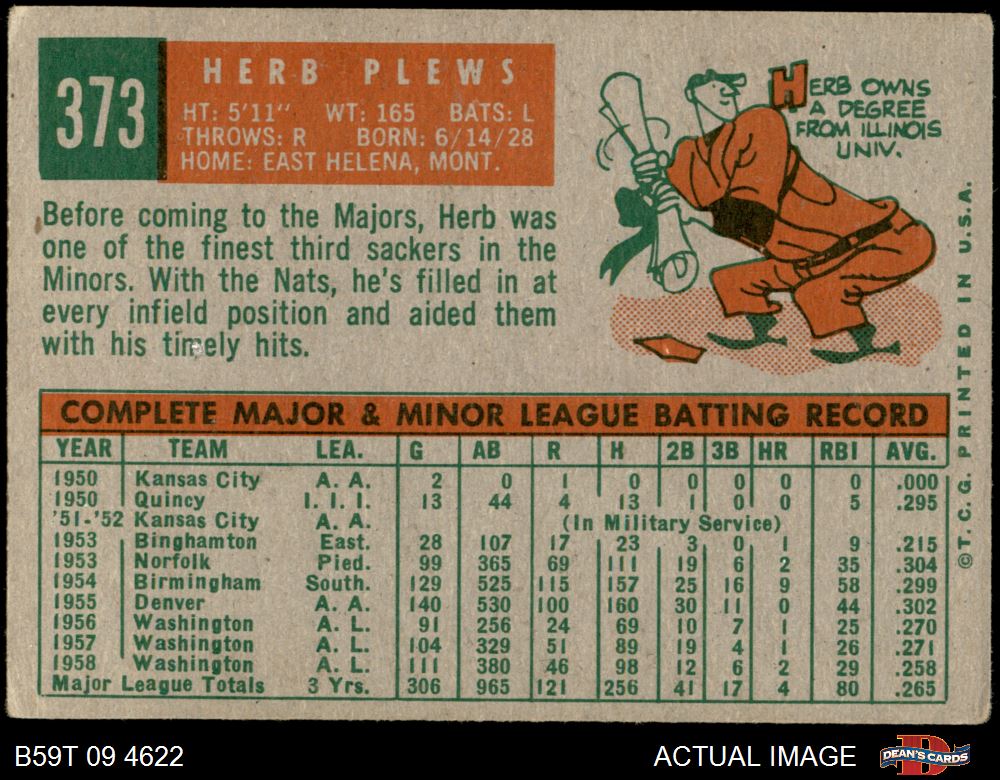 373
HERB PLEWS
HT: 5'11" WT: 165 BATS: L
THROWS: R BORN: 6/14/28
HOME: EAST HELENA, MONT.
HERB OWNS
A DEGREE
FROM ILLINOIS
UNIV.
Before coming to the Majors, Herb was
one of the finest third sackers in the
Minors. With the Nats, he's filled in at
every infield position and aided them
with his timely hits.
COMPLETE MAJOR & MINOR LEAGUE BATTING RECORD
YEAR TEAM LEA. G AB R H 2B 3B HR RBI AVG.
1950 Kansas City A. A. 2 0 1 0 0 0 0 0 .000
1950 Quincy I. I. I. 13 44 4 13 1 0 0 5 .295
'51-'52 Kansas City A. A. (In Military Service)
1953 Binghamton East. 28 107 17 23 3 0 1 9 .215
1953 Norfolk Pied. 99 365 69 111 19 6 2 35 .304
1954 Birmingham South. 129 525 115 157 25 16 9 58 .299
1955 Denver A. A. 140 530 100 160 30 11 0 44 .302
1956 Washington A. L. 91 256 24 69 10 7 1 25 .270
1957 Washington A. L. 104 329 51 89 19 4 1 26 .271
1958 Washington A. L. 111 380 46 98 12 6 2 29 .258
Major League Totals 3 Yrs. 306 965 121 256 41 17 4 80 .265
©T.C.G. PRINTED IN U.S.A.
B59T 09 4622
ACTUAL IMAGE
DEAN'S CARDS